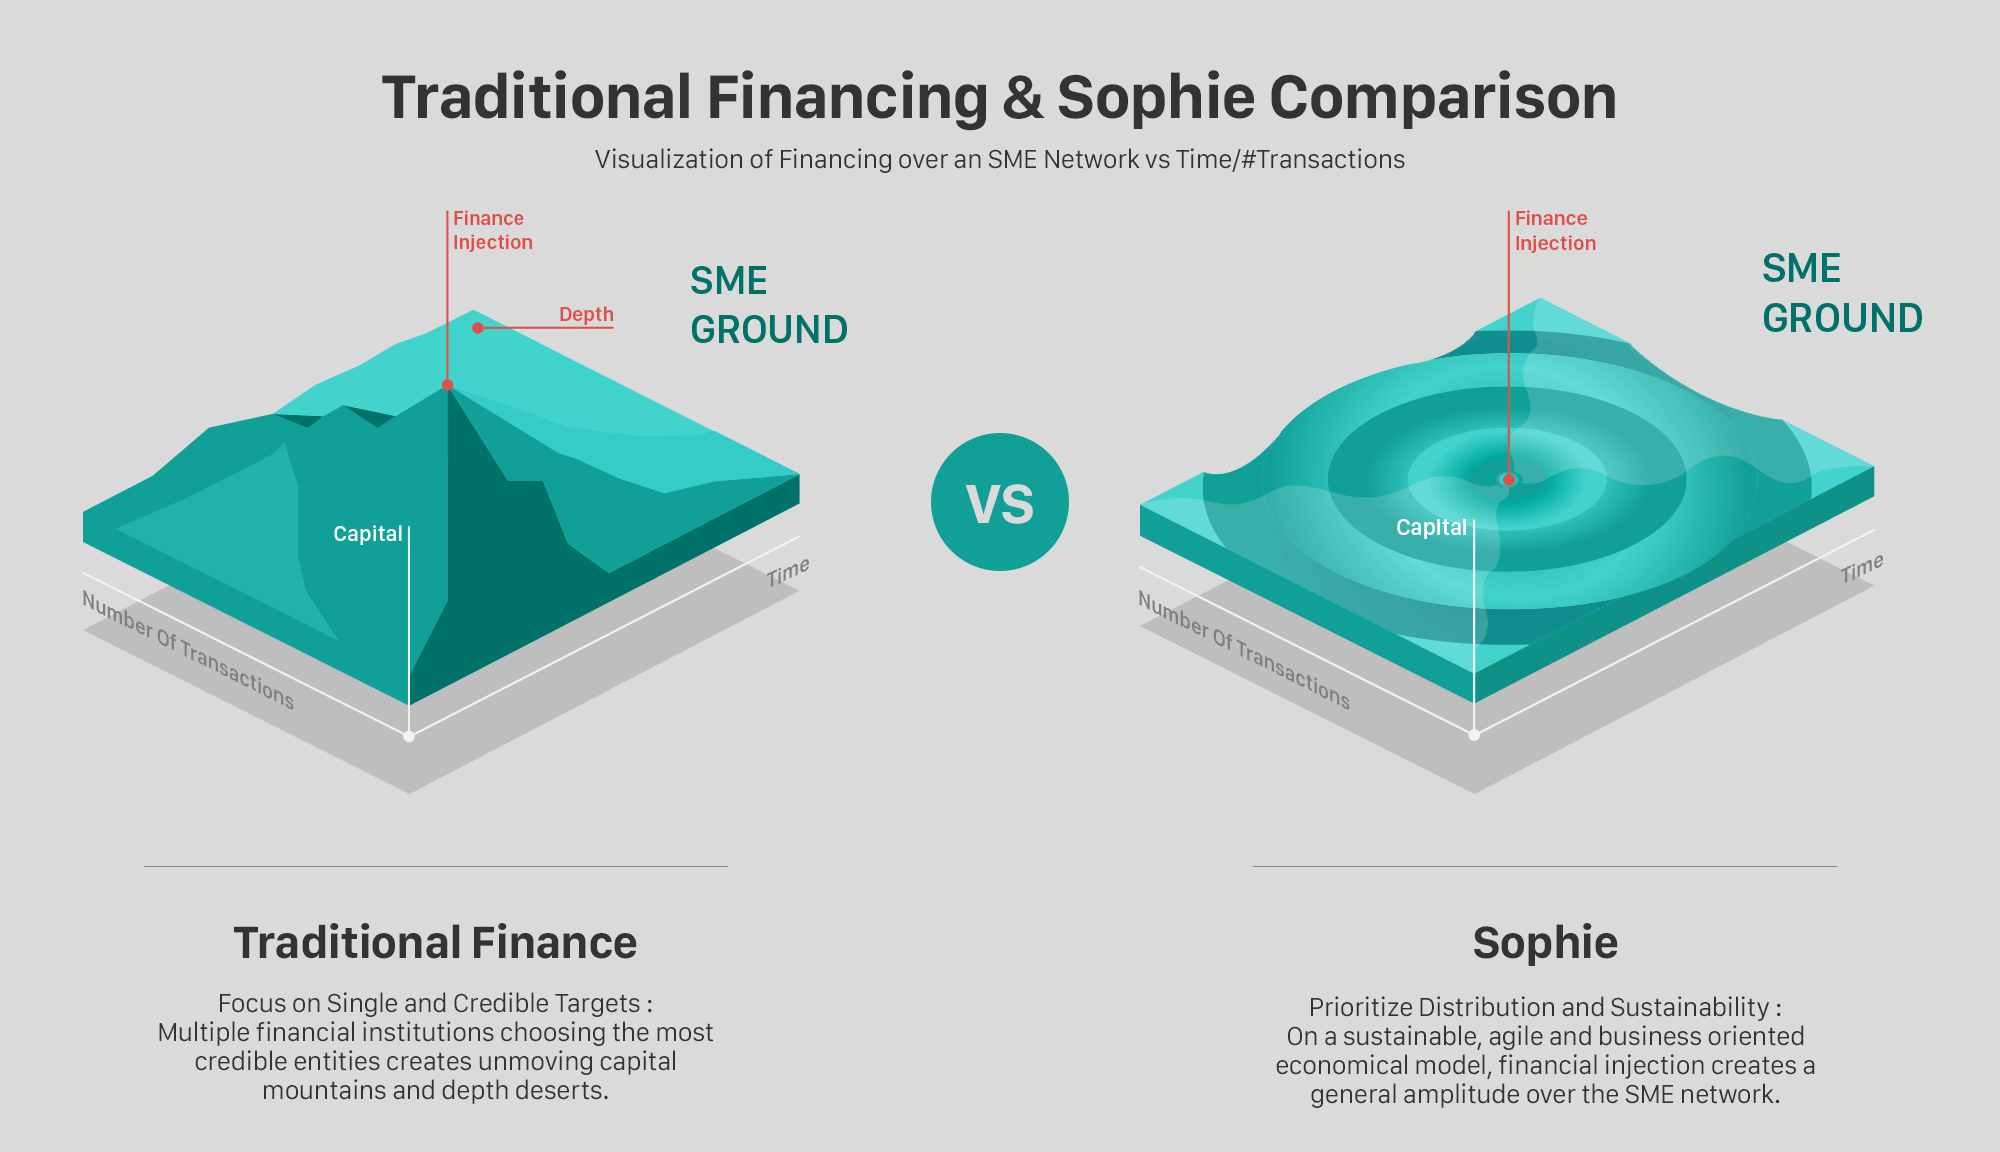 Traditional Financing & Sophie Comparison
Visualization of Financing over an SME Network vs Time/#Transactions
Finance
Injection
Depth
SME
GROUND
Capital
Number Of Transactions
Time
VS
Finance
Injection
SME
GROUND
Capital
Number Of Transactions
Time
Traditional Finance
Focus on Single and Credible Targets :
Multiple financial institutions choosing the most
credible entities creates unmoving capital
mountains and depth deserts.
Sophie
Prioritize Distribution and Sustainability :
On a sustainable, agile and business oriented
economical model, financial injection creates a
general amplitude over the SME network.